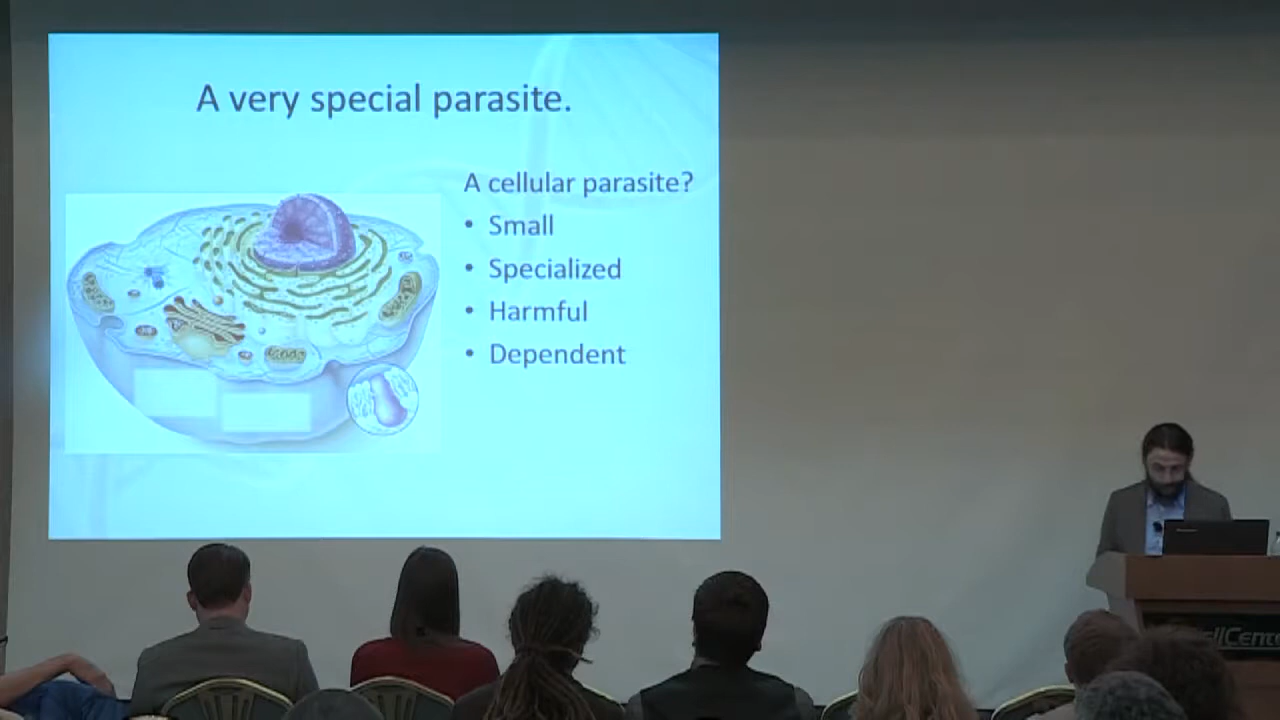 A very special parasite.
A cellular parasite?
• Small
• Specialized
• Harmful
• Dependent